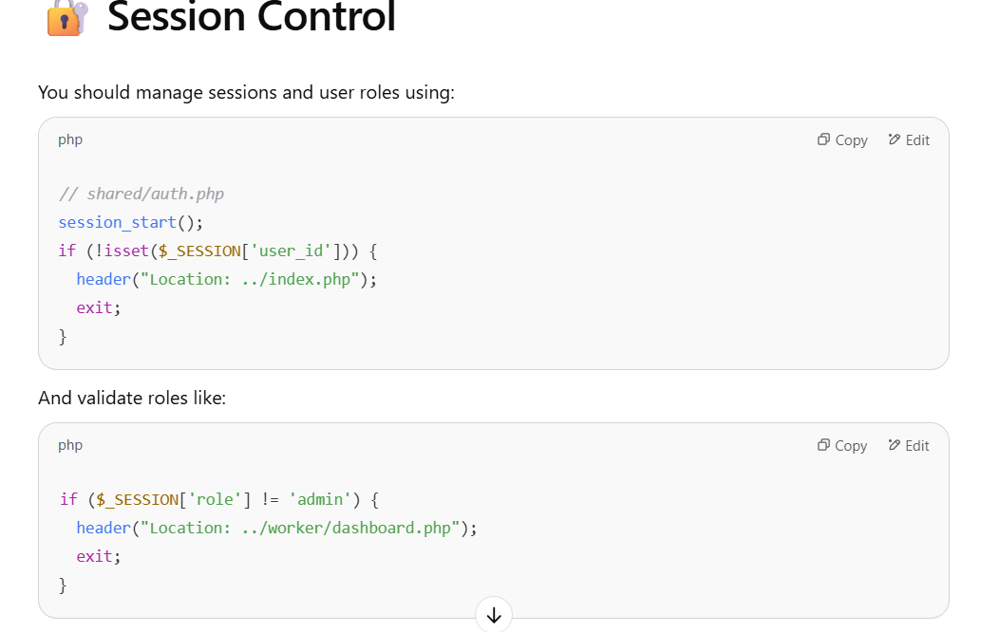 Session Control
You should manage sessions and user roles using:
php
Copy
Edit
// shared/auth.php
session_start();
if (!isset($_SESSION['user_id'])) {
  header("Location: ../index.php");
  exit;
}
And validate roles like:
php
Copy
Edit
if ($_SESSION['role'] != 'admin') {
  header("Location: ../worker/dashboard.php");
  exit;
}